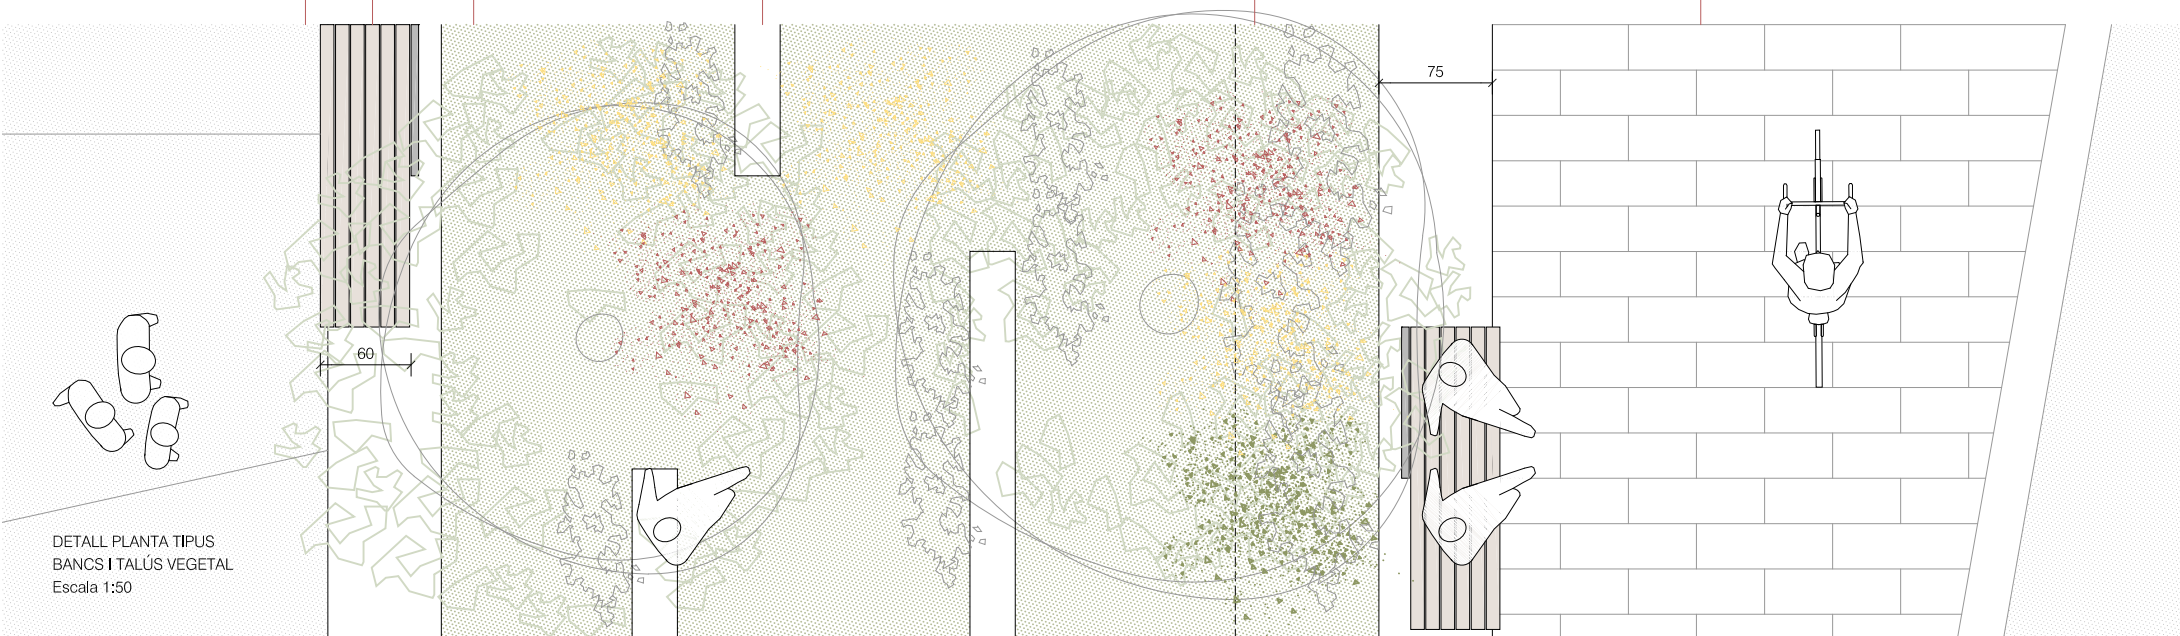 75
60
DETALL PLANTA TIPUS
BANCS I TALÚS VEGETAL
Escala 1:50